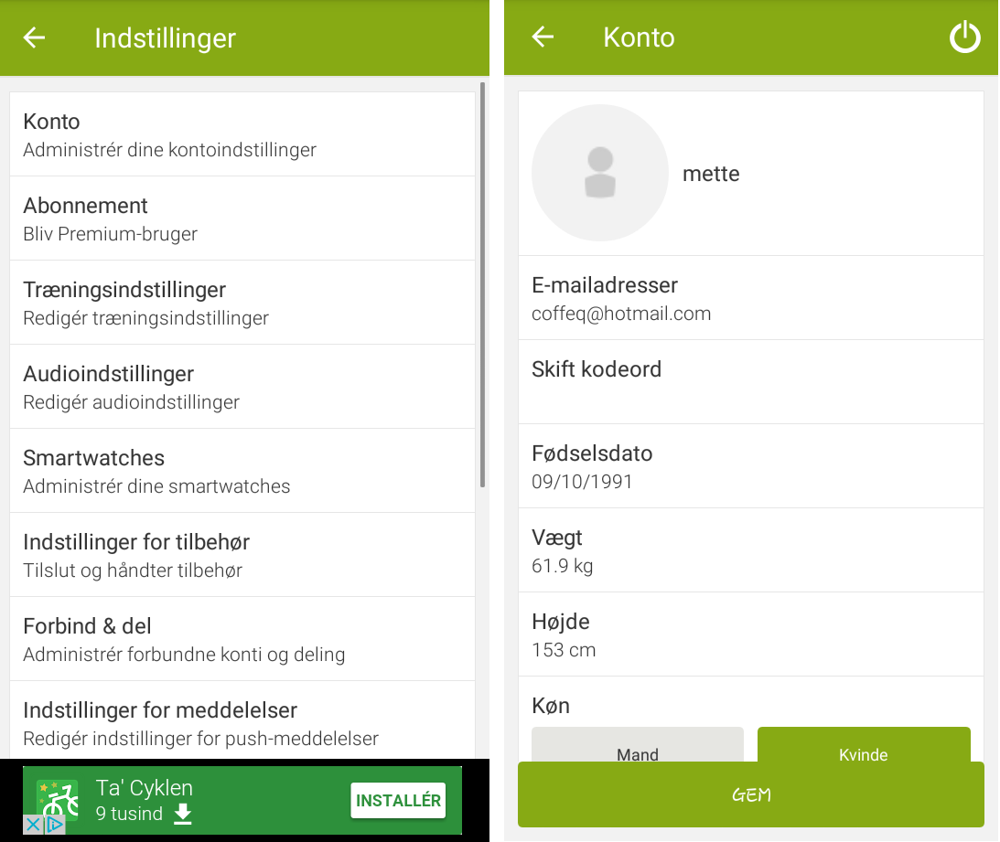 Indstillinger
Konto
Administrér dine kontoindstillinger
Abonnement
Bliv Premium-bruger
Træningsindstillinger
Redigér træningsindstillinger
Audioindstillinger
Redigér audioindstillinger
Smartwatches
Administrér dine smartwatches
Indstillinger for tilbehør
Tilslut og håndter tilbehør
Forbind & del
Administrér forbundne konti og deling
Indstillinger for meddelelser
Redigér indstillinger for push-meddelelser
Ta' Cyklen
9 tusind
INSTALLÉR
Konto
mette
E-mailadresser
coffeq@hotmail.com
Skift kodeord
Fødselsdato
09/10/1991
Vægt
61.9 kg
Højde
153 cm
Køn
Mand Kvinde
GEM